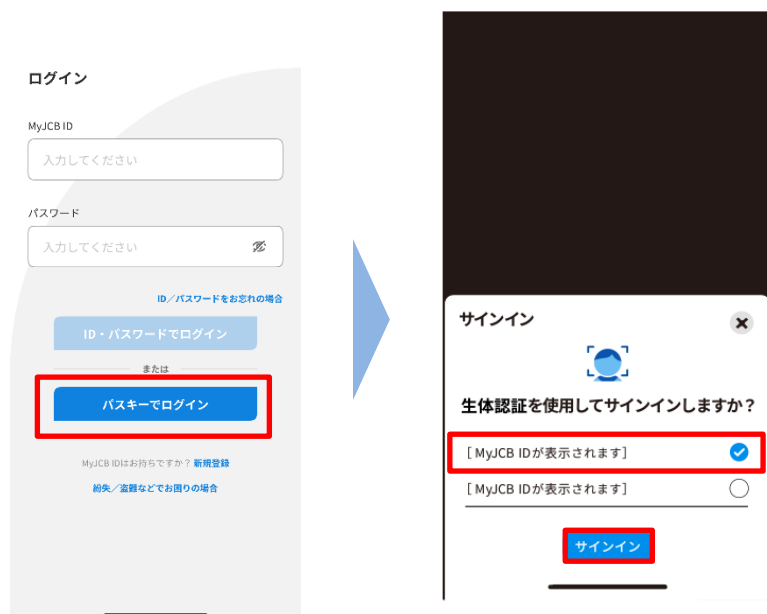 ログイン
MyJCB ID
入力してください
パスワード
入力してください
ID／パスワードをお忘れの場合
ID・パスワードでログイン
または
パスキーでログイン
MyJCB IDはお持ちですか？ 新規登録
紛失／盗難などでお困りの場合
サインイン
生体認証を使用してサインインしますか？
[ MyJCB IDが表示されます]
[ MyJCB IDが表示されます]
サインイン